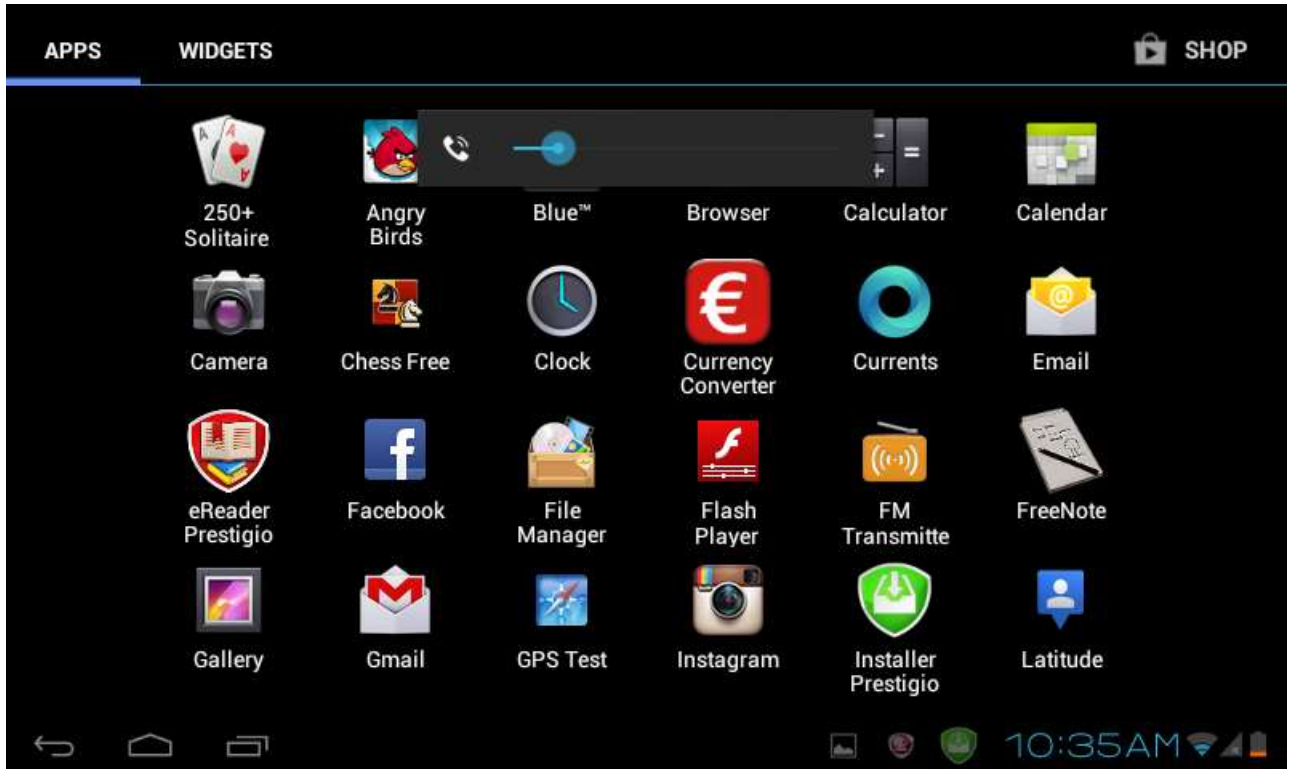 APPS WIDGETS SHOP
250+ Angry Blue™ Browser Calculator Calendar
Solitaire Birds
Camera Chess Free Clock Currency Currents Email
Converter
eReader Facebook File Flash FM FreeNote
Prestigio Manager Player Transmitte
Gallery Gmail GPS Test Instagram Installer Latitude
Prestigio
10:35AM